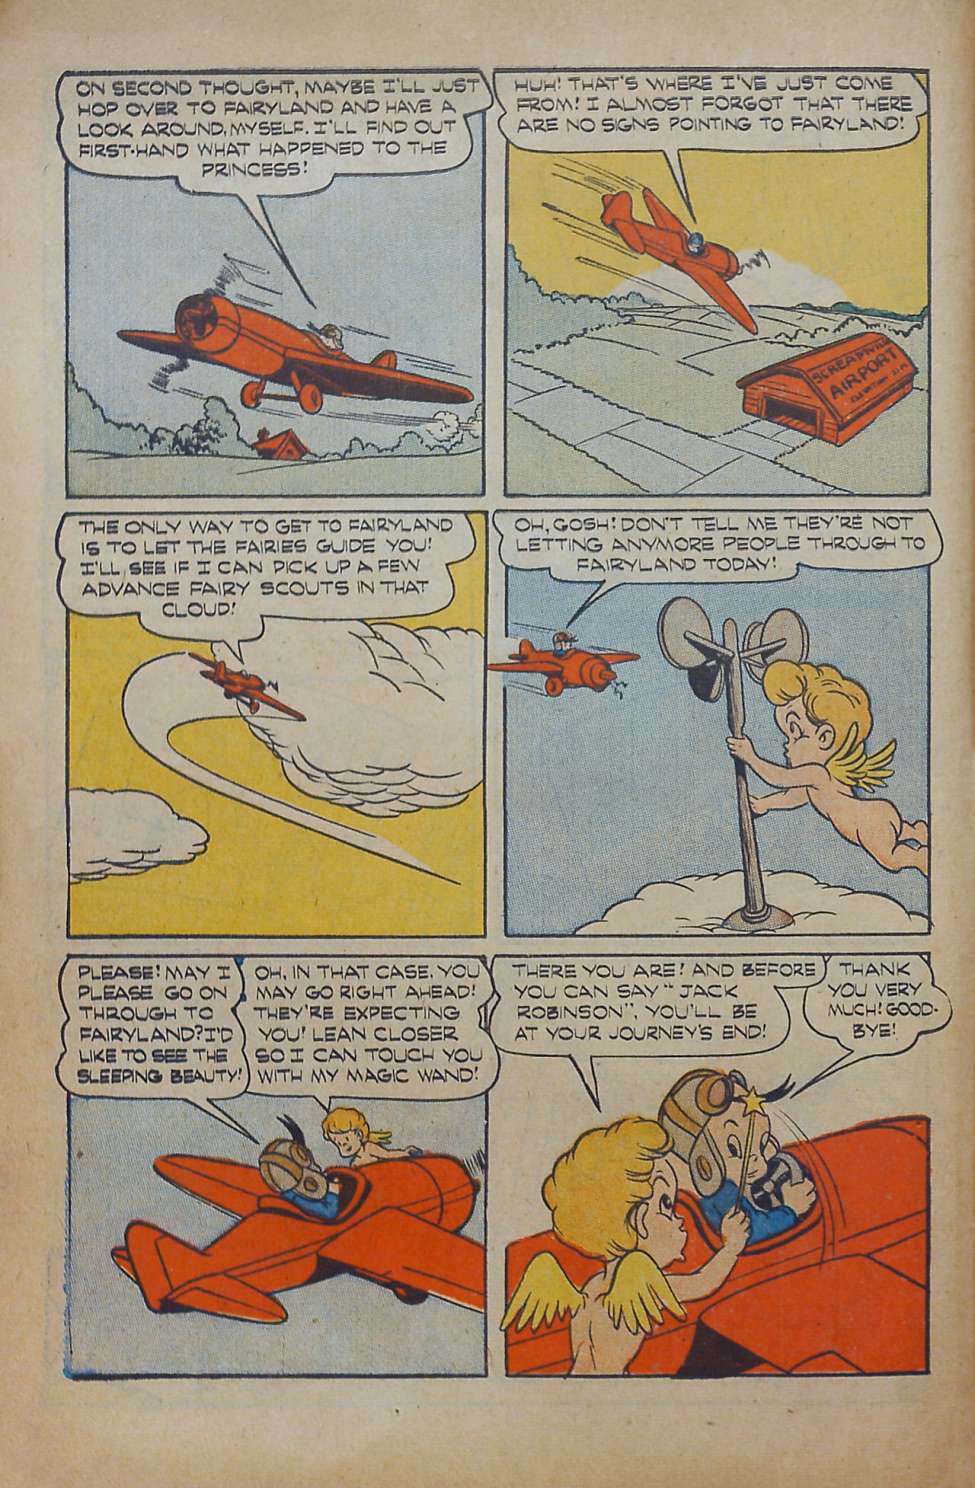 ON SECOND THOUGHT, MAYBE I'LL JUST
HOP OVER TO FAIRYLAND AND HAVE A
LOOK AROUND, MYSELF. I'LL FIND OUT
FIRST-HAND WHAT HAPPENED TO THE
PRINCESS!
HUH! THAT'S WHERE I'VE JUST COME
FROM! I ALMOST FORGOT THAT THERE
ARE NO SIGNS POINTING TO FAIRYLAND!
AIRPORT
THE ONLY WAY TO GET TO FAIRYLAND
IS TO LET THE FAIRIES GUIDE YOU!
I'LL SEE IF I CAN PICK UP A FEW
ADVANCE FAIRY SCOUTS IN THAT
CLOUD!
OH, GOSH! DON'T TELL ME THEY'RE NOT
LETTING ANYMORE PEOPLE THROUGH TO
FAIRYLAND TODAY!
PLEASE! MAY I
PLEASE GO ON
THROUGH TO
FAIRYLAND? I'D
LIKE TO SEE THE
SLEEPING BEAUTY!
OH, IN THAT CASE, YOU
MAY GO RIGHT AHEAD!
THEY'RE EXPECTING
YOU! LEAN CLOSER
SO I CAN TOUCH YOU
WITH MY MAGIC WAND!
THERE YOU ARE! AND BEFORE
YOU CAN SAY "JACK
ROBINSON", YOU'LL BE
AT YOUR JOURNEY'S END!
THANK
YOU VERY
MUCH! GOOD-
BYE!